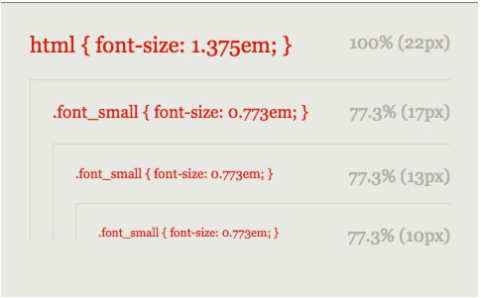 html { font-size: 1.375em; } 100% (22px)
.font_small { font-size: 0.773em; } 77.3% (17px)
.font_small { font-size: 0.773em; } 77.3% (13px)
.font_small { font-size: 0.773em; } 77.3% (10px)